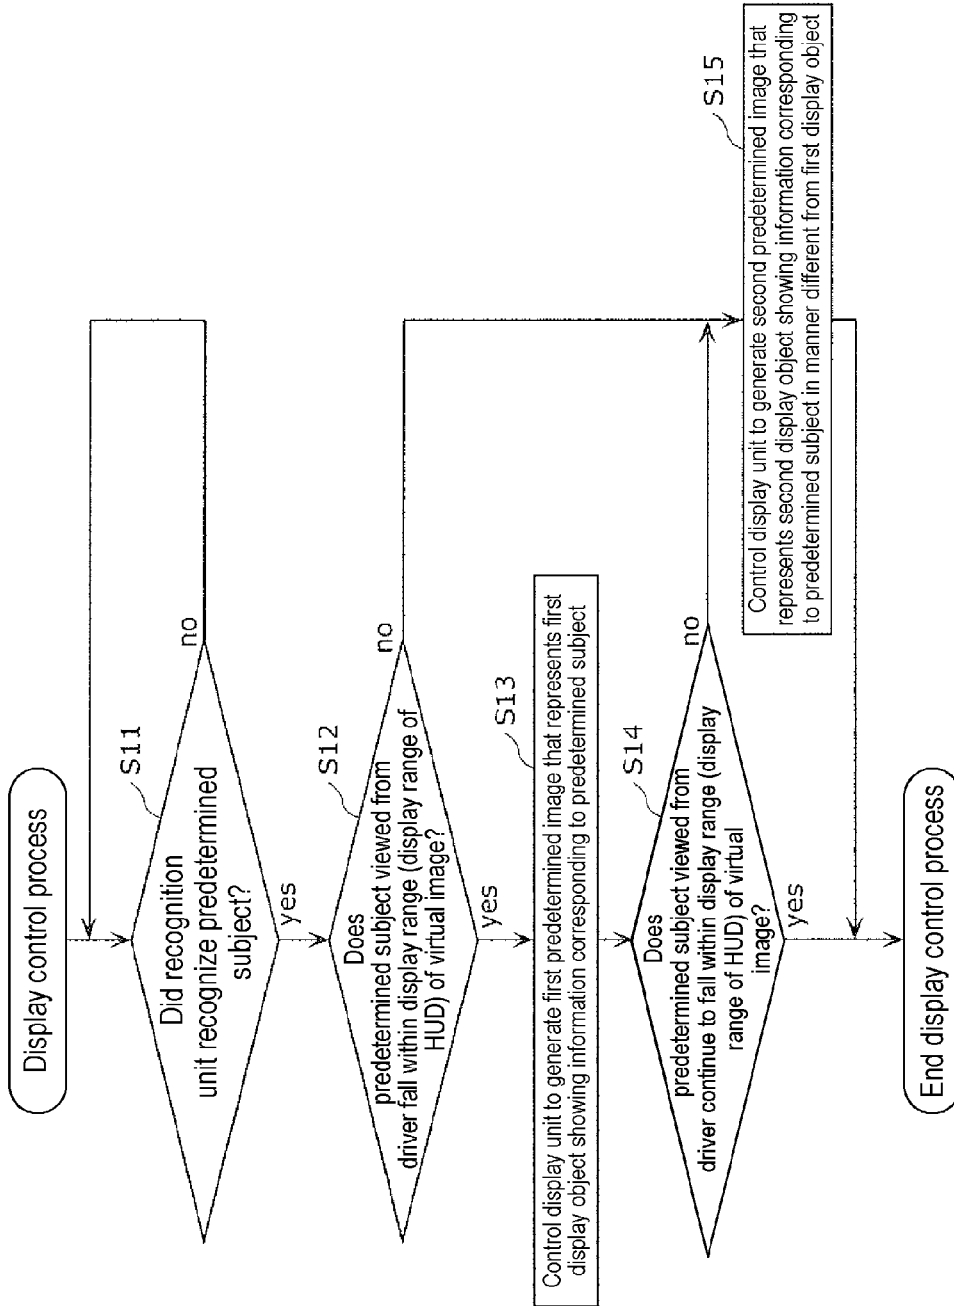 Display control process
S11
Did recognition
unit recognize predetermined
subject?
no
yes
S12
Does
predetermined subject viewed from
driver fall within display range (display range of
HUD) of virtual image?
no
yes
S13
Control display unit to generate first predetermined image that represents first
display object showing information corresponding to predetermined subject
S14
Does
predetermined subject viewed from
driver continue to fall within display range (display
range of HUD) of virtual
image?
no
yes
S15
Control display unit to generate second predetermined image that
represents second display object showing information corresponding
to predetermined subject in manner different from first display object
End display control process